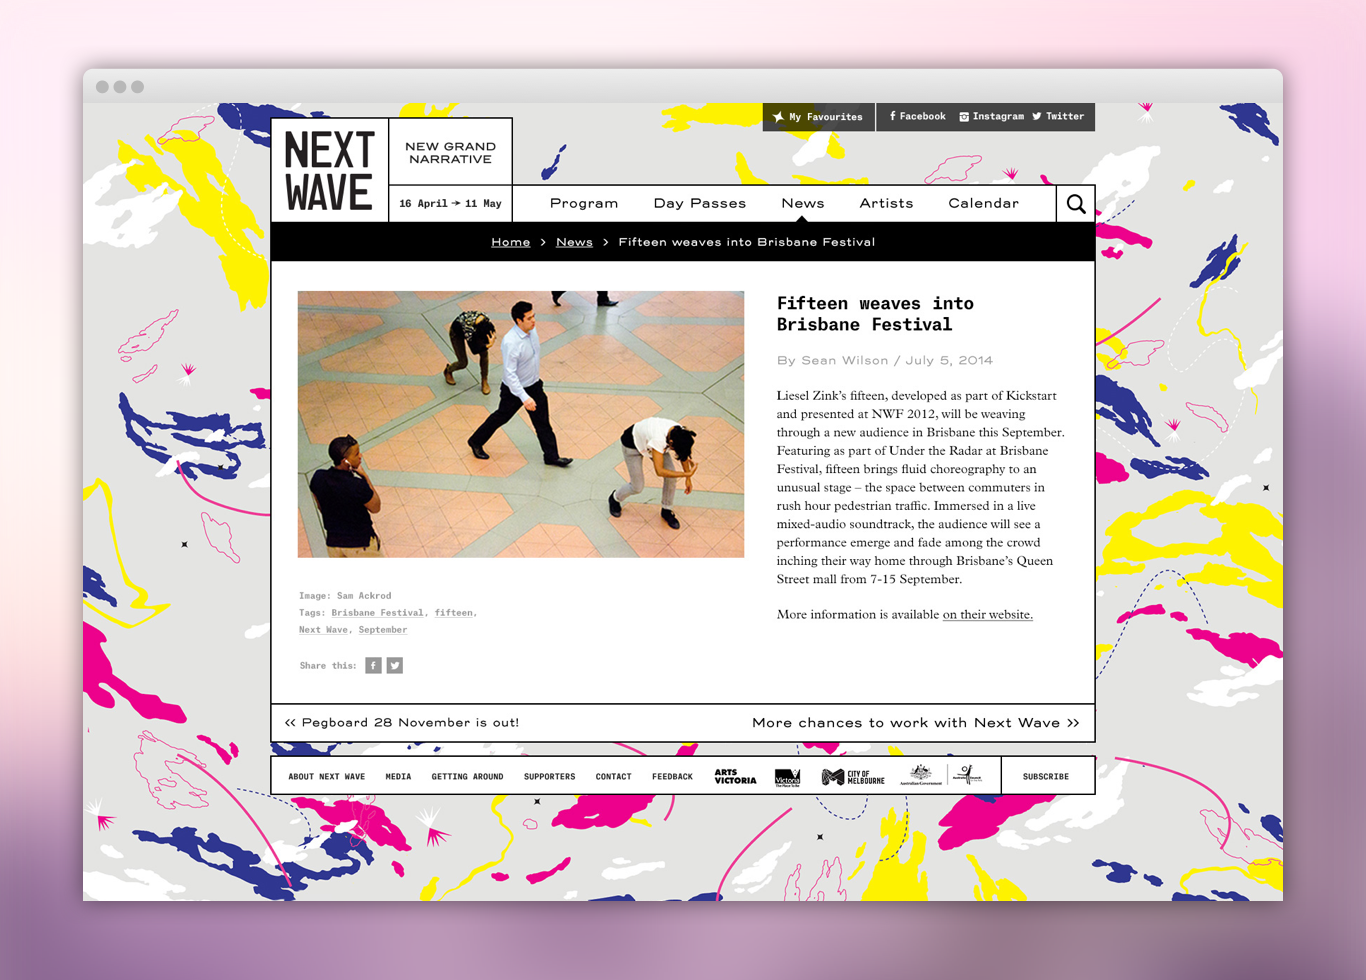 My Favourites
Facebook
Instagram
Twitter
NEXT
WAVE
NEW GRAND
NARRATIVE
16 April → 11 May
Program
Day Passes
News
Artists
Calendar
Home > News > Fifteen weaves into Brisbane Festival
Fifteen weaves into
Brisbane Festival
By Sean Wilson / July 5, 2014
Liesel Zink’s fifteen, developed as part of Kickstart
and presented at NWF 2012, will be weaving
through a new audience in Brisbane this September.
Featuring as part of Under the Radar at Brisbane
Festival, fifteen brings fluid choreography to an
unusual stage – the space between commuters in
rush hour pedestrian traffic. Immersed in a live
mixed-audio soundtrack, the audience will see a
performance emerge and fade among the crowd
inching their way home through Brisbane’s Queen
Street mall from 7-15 September.
More information is available on their website.
Image: Sam Ackrod
Tags: Brisbane Festival, fifteen,
Next Wave, September
Share this:
<< Pegboard 28 November is out!
More chances to work with Next Wave >>
ABOUT NEXT WAVE
MEDIA
GETTING AROUND
SUPPORTERS
CONTACT
FEEDBACK
ARTS
VICTORIA
Victoria
The Place To Be
CITY OF
MELBOURNE
Australian Government
SUBSCRIBE